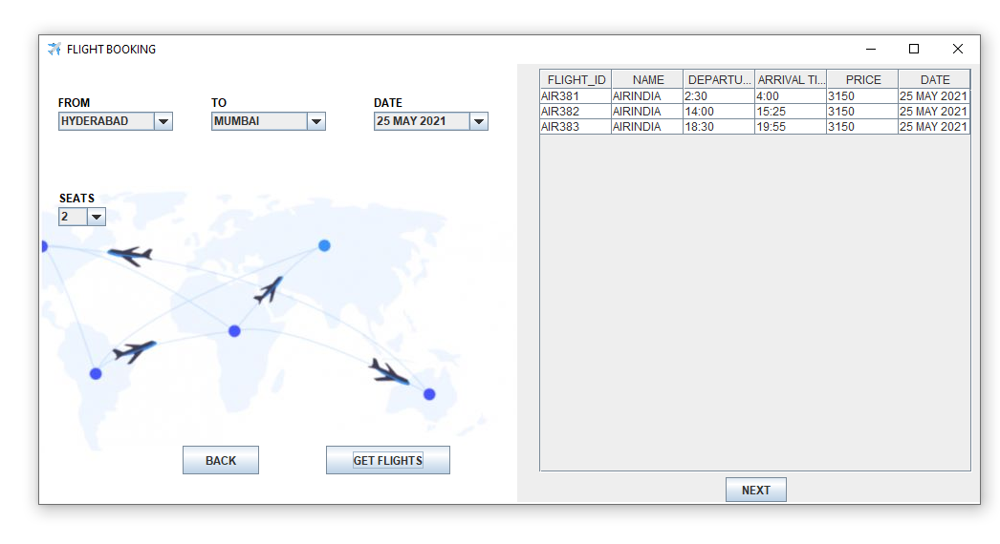 FLIGHT BOOKING
FROM TO DATE
HYDERABAD MUMBAI 25 MAY 2021
SEATS
2
BACK GET FLIGHTS
FLIGHT_ID NAME DEPARTU... ARRIVAL TI... PRICE DATE
AIR381 AIRINDIA 2:30 4:00 3150 25 MAY 2021
AIR382 AIRINDIA 14:00 15:25 3150 25 MAY 2021
AIR383 AIRINDIA 18:30 19:55 3150 25 MAY 2021
NEXT